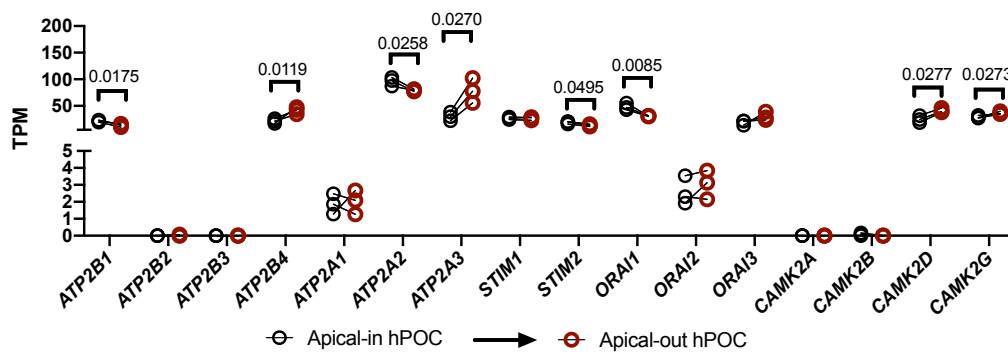 TPM
200
150
100
50
5
4
3
2
1
0
0.0175
0.0119
0.0258
0.0270
0.0085
0.0495
0.0277
0.0273
ATP2B1
ATP2B2
ATP2B3
ATP2B4
ATP2A1
ATP2A2
ATP2A3
STIM1
STIM2
ORAI1
ORAI2
ORAI3
CAMK2A
CAMK2B
CAMK2D
CAMK2G
Apical-in hPOC Apical-out hPOC